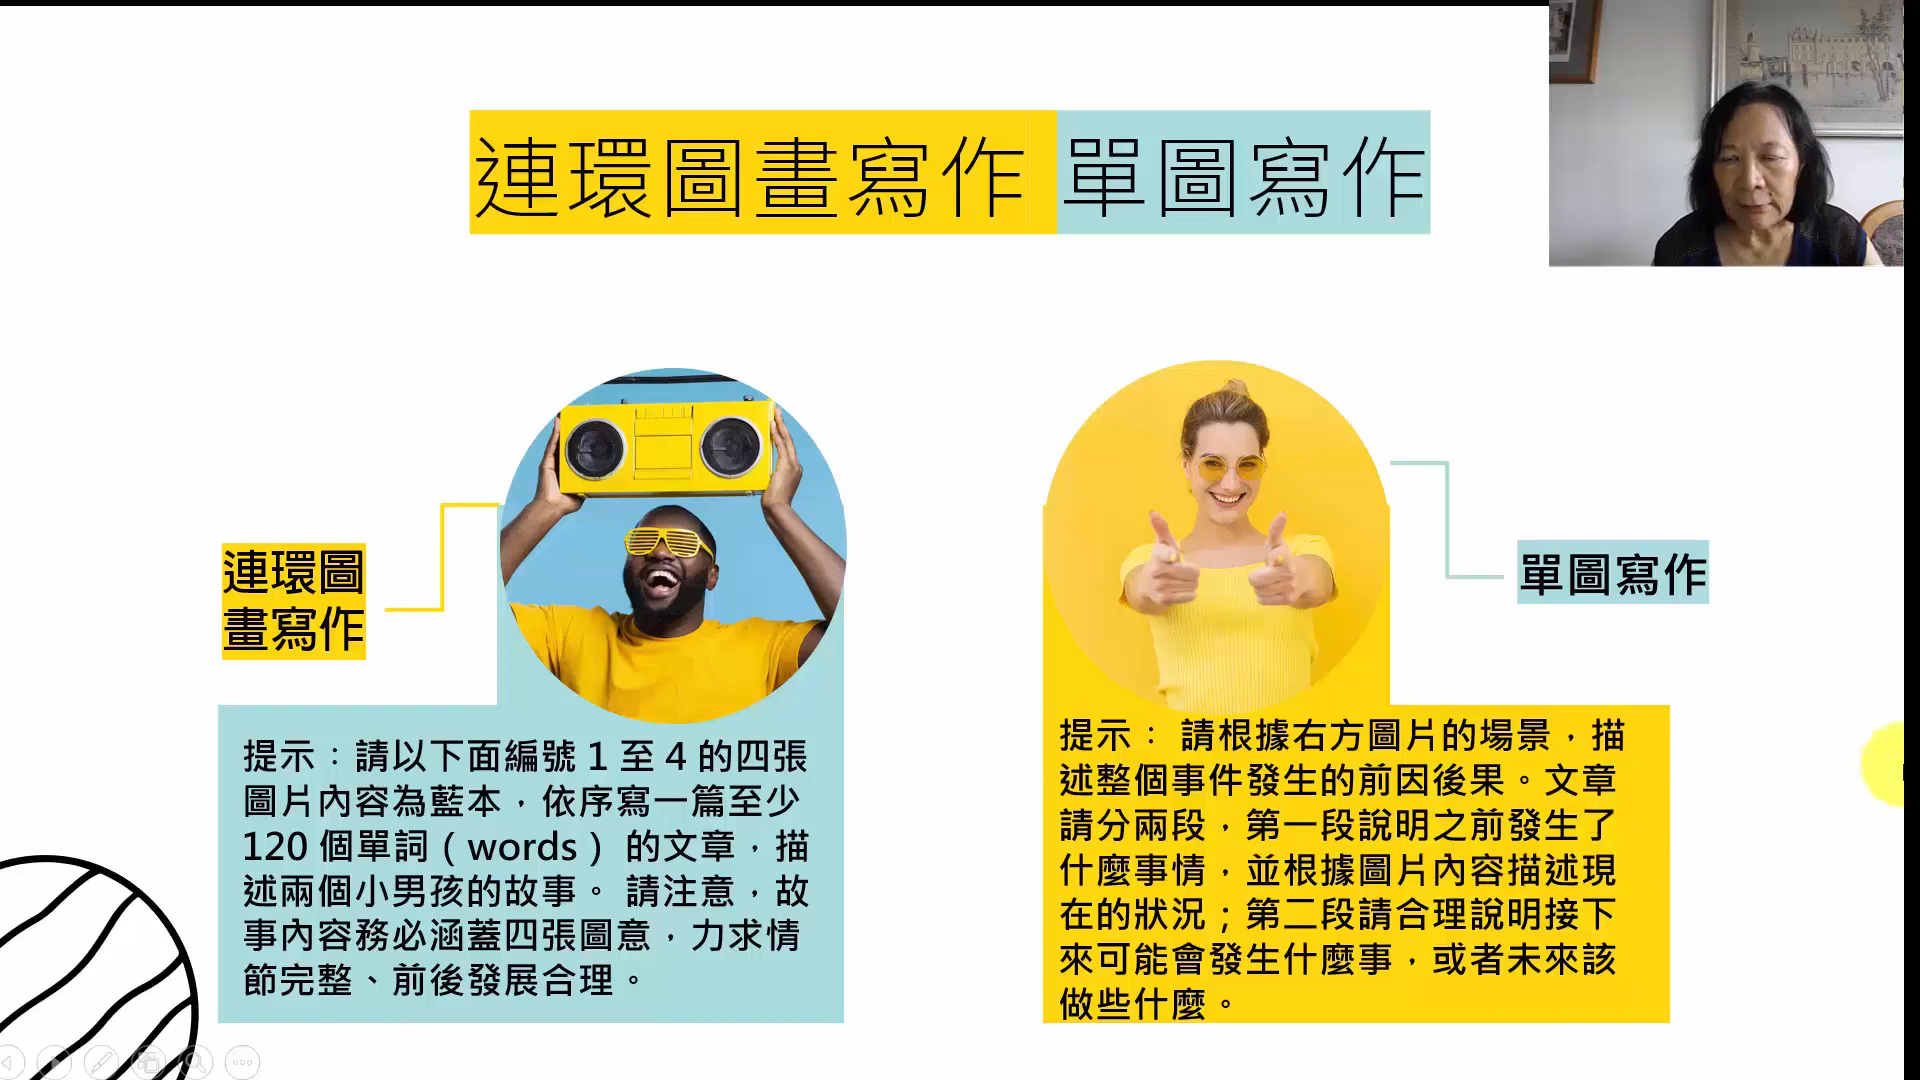 連環圖畫寫作 單圖寫作
連環圖
畫寫作
提示：請以下面編號 1 至 4 的四張
圖片內容為藍本，依序寫一篇至少
120 個單詞（words） 的文章，描
述兩個小男孩的故事。 請注意，故
事內容務必涵蓋四張圖意，力求情
節完整、前後發展合理。
單圖寫作
提示： 請根據右方圖片的場景，描
述整個事件發生的前因後果。文章
請分兩段，第一段說明之前發生了
什麼事情，並根據圖片內容描述現
在的狀況；第二段請合理說明接下
來可能會發生什麼事，或者未來該
做些什麼。